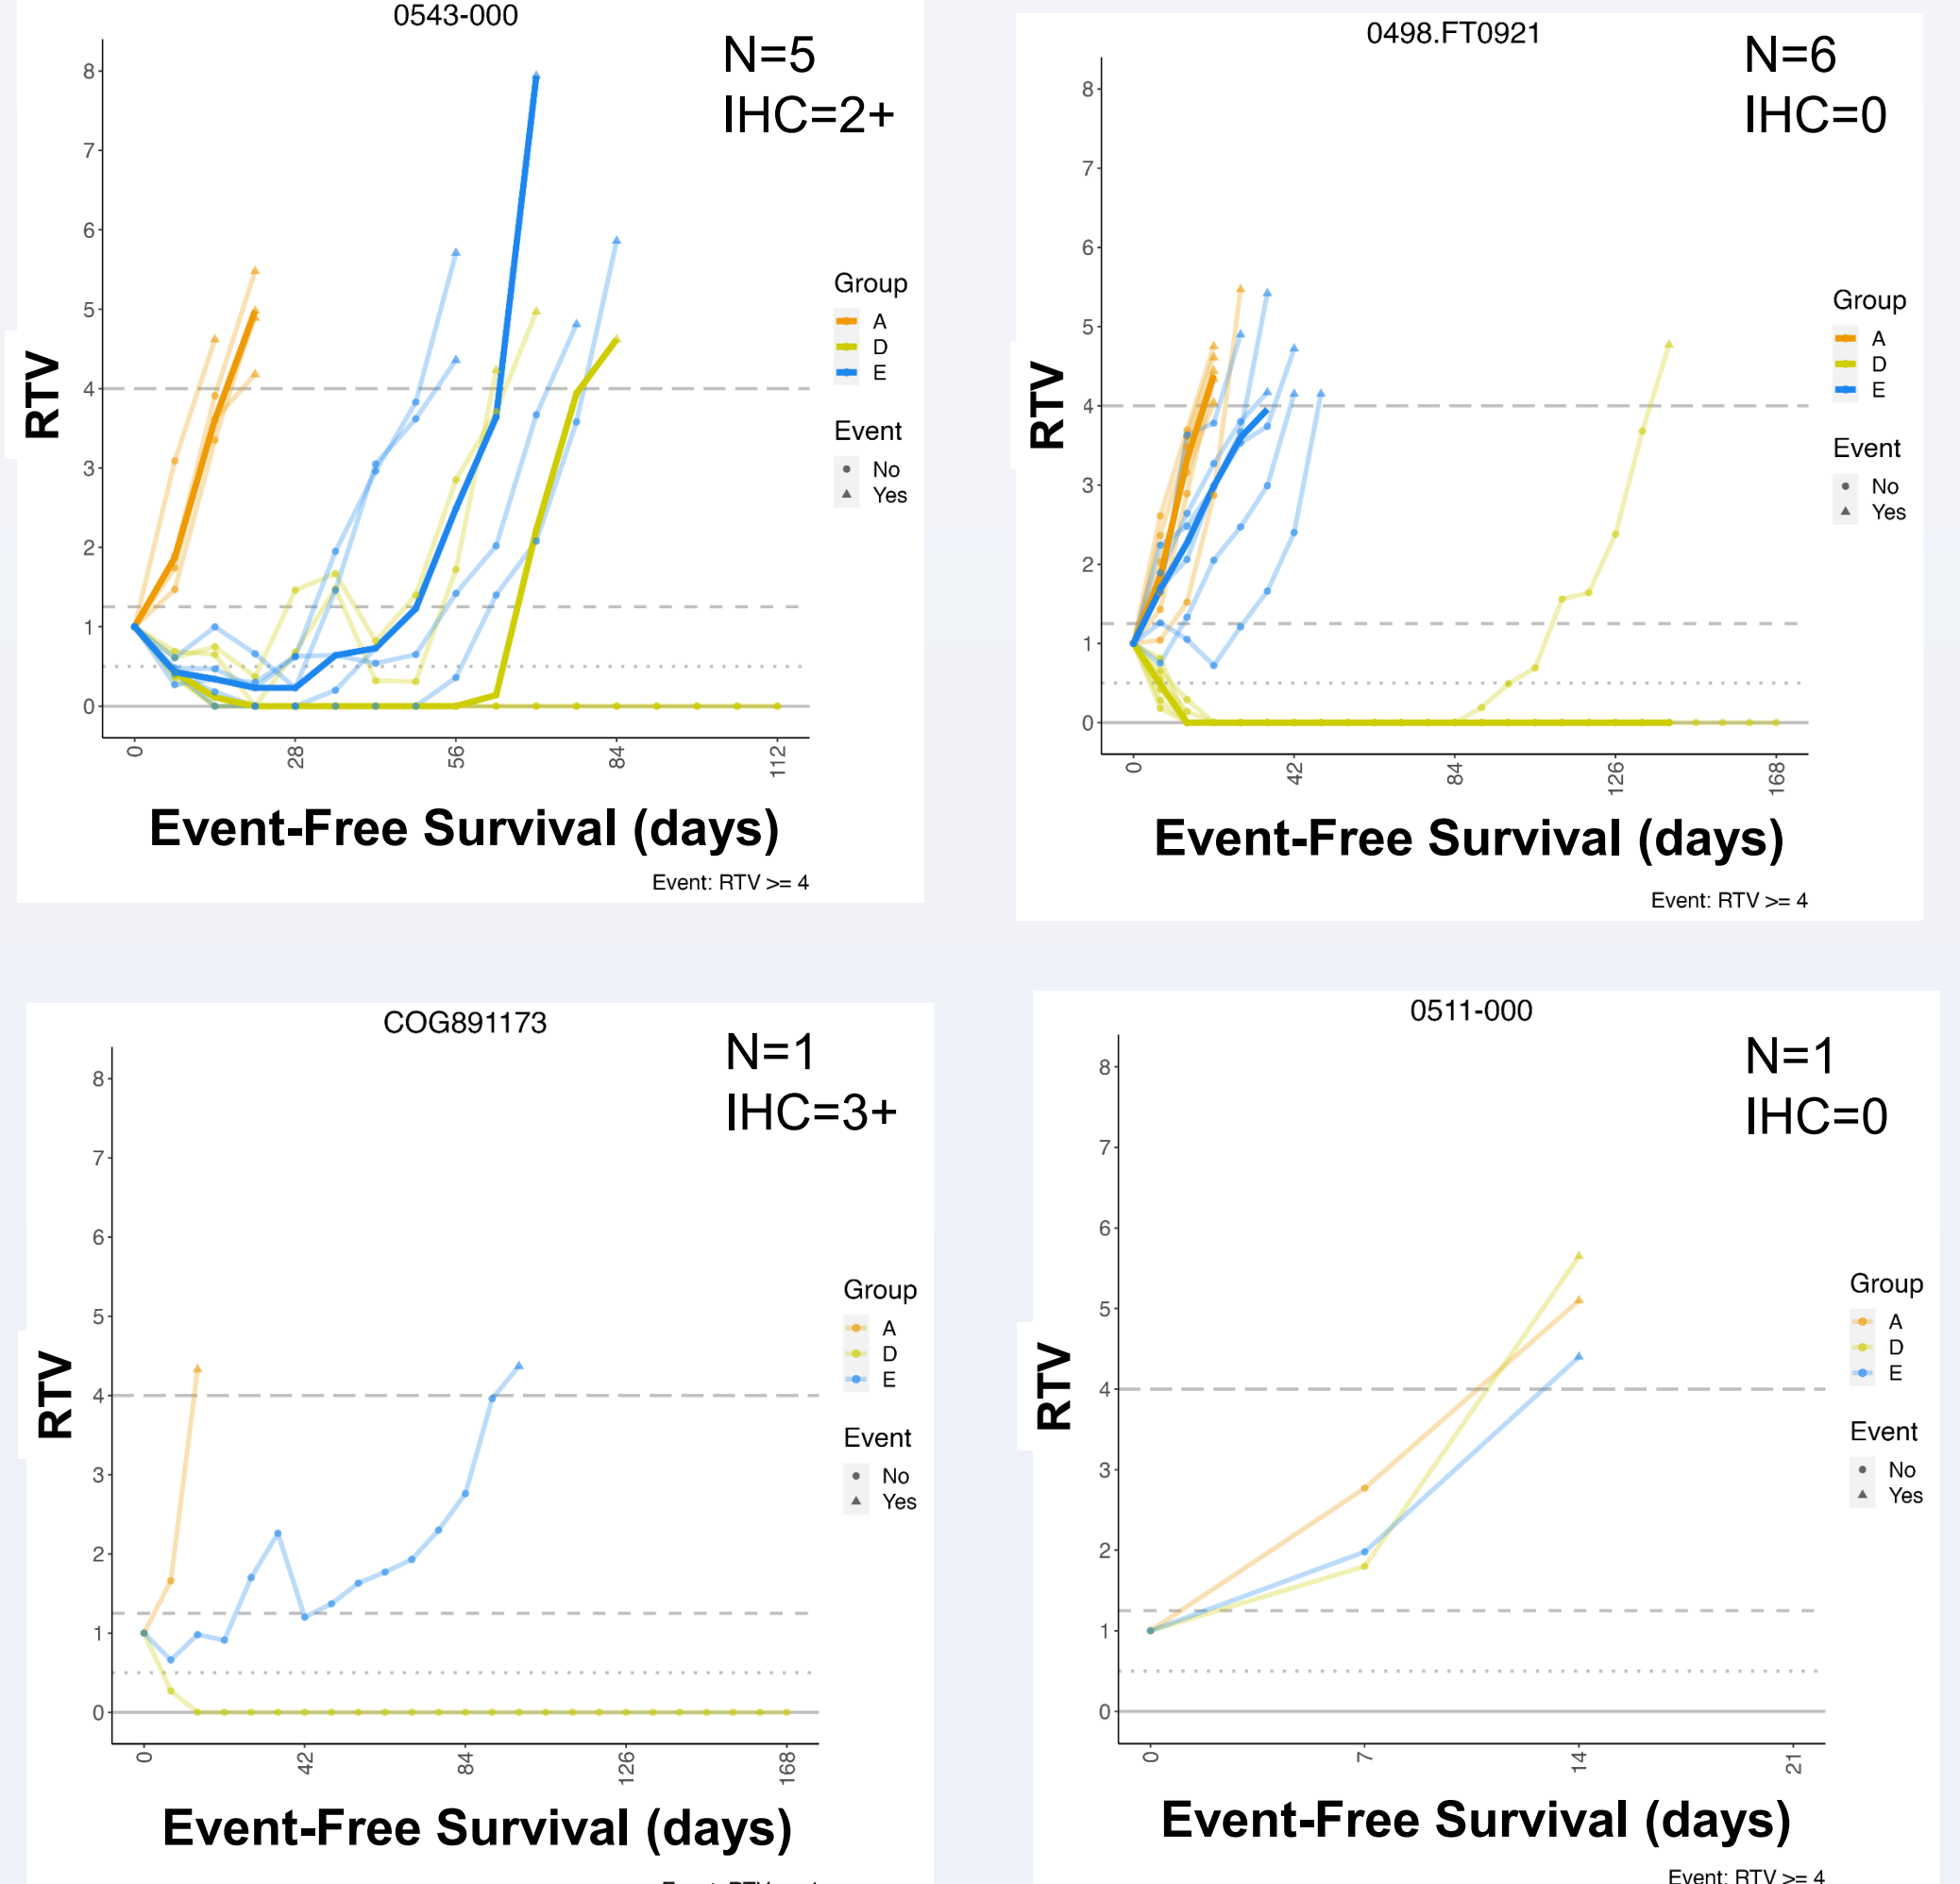 0543-000
N=5
IHC=2+
8
7
6
5
4
3
2
1
0
RTV
Group
A
D
E
Event
No
Yes
0
28
56
84
112
Event-Free Survival (days)
Event: RTV >= 4
0498.FT0921
N=6
IHC=0
8
7
6
5
4
3
2
1
0
RTV
Group
A
D
E
Event
No
Yes
0
42
84
126
168
Event-Free Survival (days)
Event: RTV >= 4
COG891173
N=1
IHC=3+
8
7
6
5
4
3
2
1
0
RTV
Group
A
D
E
Event
No
Yes
0
42
84
126
168
Event-Free Survival (days)
0511-000
N=1
IHC=0
8
7
6
5
4
3
2
1
0
RTV
Group
A
D
E
Event
No
Yes
0
7
14
21
Event-Free Survival (days)
Event: RTV >= 4